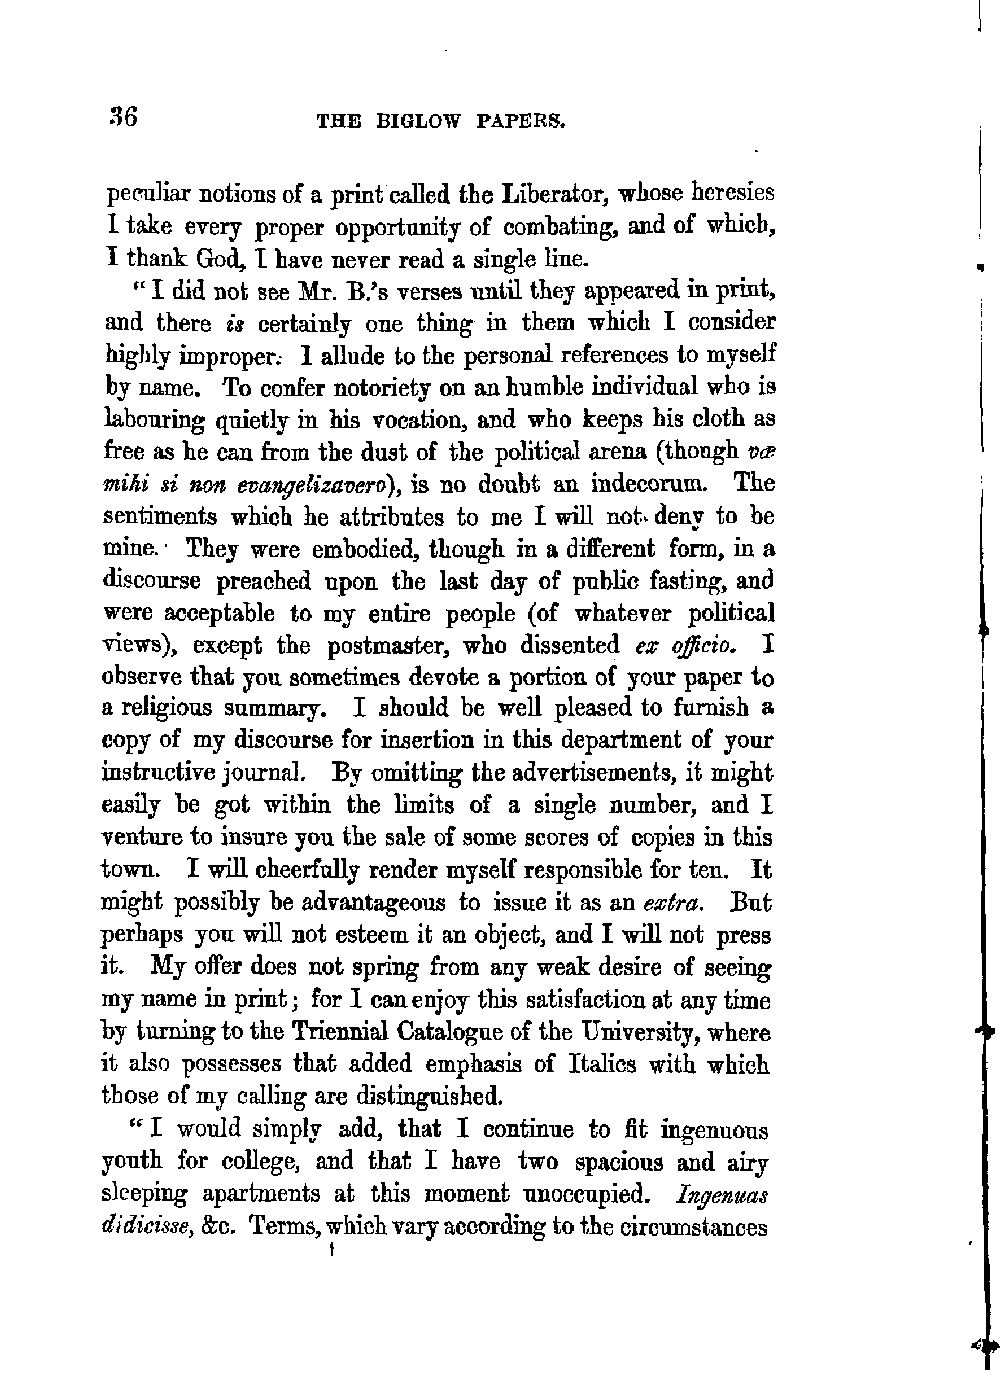 36 THE BIGLOW PAPERS.
peculiar notions of a print called the Liberator, whose heresies
I take every proper opportunity of combating, and of which,
I thank God, I have never read a single line.
“I did not see Mr. B.’s verses until they appeared in print,
and there is certainly one thing in them which I consider
highly improper. I allude to the personal references to myself
by name. To confer notoriety on an humble individual who is
labouring quietly in his vocation, and who keeps his cloth as
free as he can from the dust of the political arena (though væ
mihi si non evangelizavero), is no doubt an indecorum. The
sentiments which he attributes to me I will not deny to be
mine. They were embodied, though in a different form, in a
discourse preached upon the last day of public fasting, and
were acceptable to my entire people (of whatever political
views), except the postmaster, who dissented ex officio. I
observe that you sometimes devote a portion of your paper to
a religious summary. I should be well pleased to furnish a
copy of my discourse for insertion in this department of your
instructive journal. By omitting the advertisements, it might
easily be got within the limits of a single number, and I
venture to insure you the sale of some scores of copies in this
town. I will cheerfully render myself responsible for ten. It
might possibly be advantageous to issue it as an extra. But
perhaps you will not esteem it an object, and I will not press
it. My offer does not spring from any weak desire of seeing
my name in print; for I can enjoy this satisfaction at any time
by turning to the Triennial Catalogue of the University, where
it also possesses that added emphasis of Italics with which
those of my calling are distinguished.
“I would simply add, that I continue to fit ingenuous
youth for college, and that I have two spacious and airy
sleeping apartments at this moment unoccupied. Ingenuas
didicisse, &c. Terms, which vary according to the circumstances